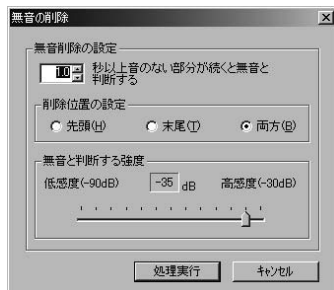 無音の削除
無音削除の設定
1.0 秒以上音のない部分が続くと無音と
判断する
削除位置の設定
先頭(H) 末尾(T) 両方(B)
無音と判断する強度
低感度(-90dB) -35 dB 高感度(-30dB)
処理実行 キャンセル